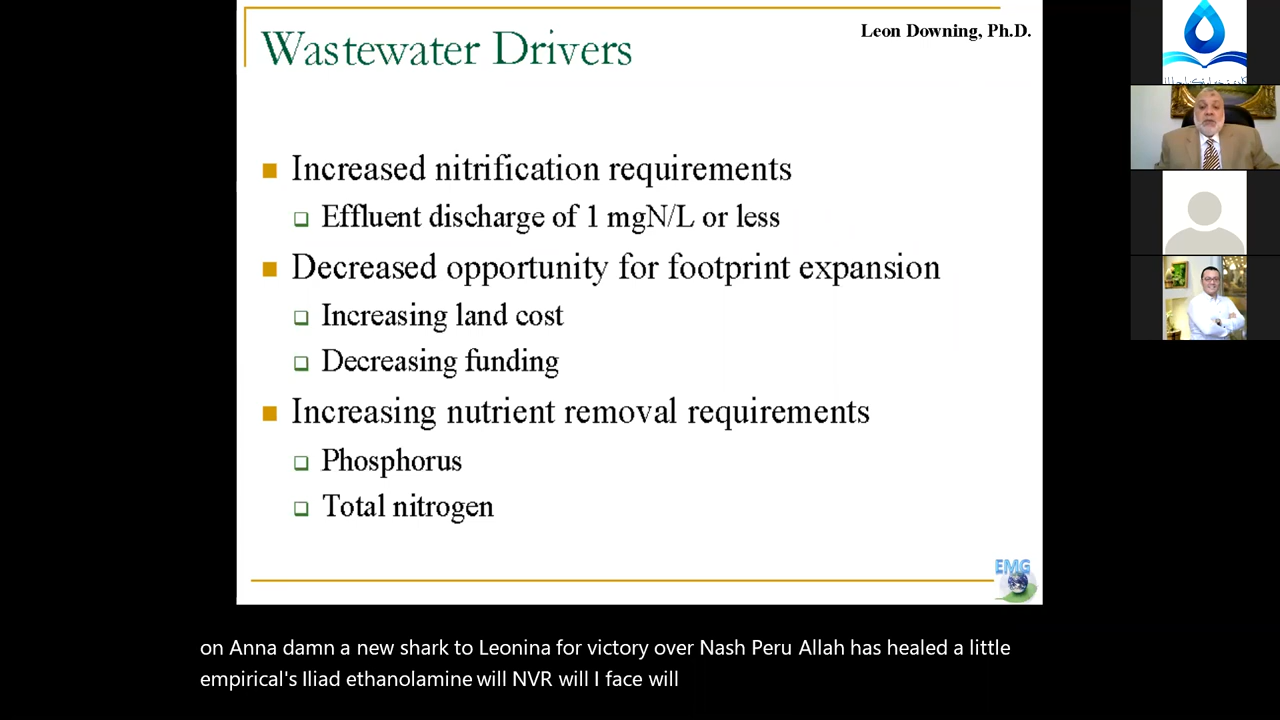 Wastewater Drivers
Leon Downing, Ph.D.
Increased nitrification requirements
Effluent discharge of 1 mgN/L or less
Decreased opportunity for footprint expansion
Increasing land cost
Decreasing funding
Increasing nutrient removal requirements
Phosphorus
Total nitrogen
EMG
on Anna damn a new shark to Leonina for victory over Nash Peru Allah has healed a little
empirical's Iliad ethanolamine will NVR will I face will